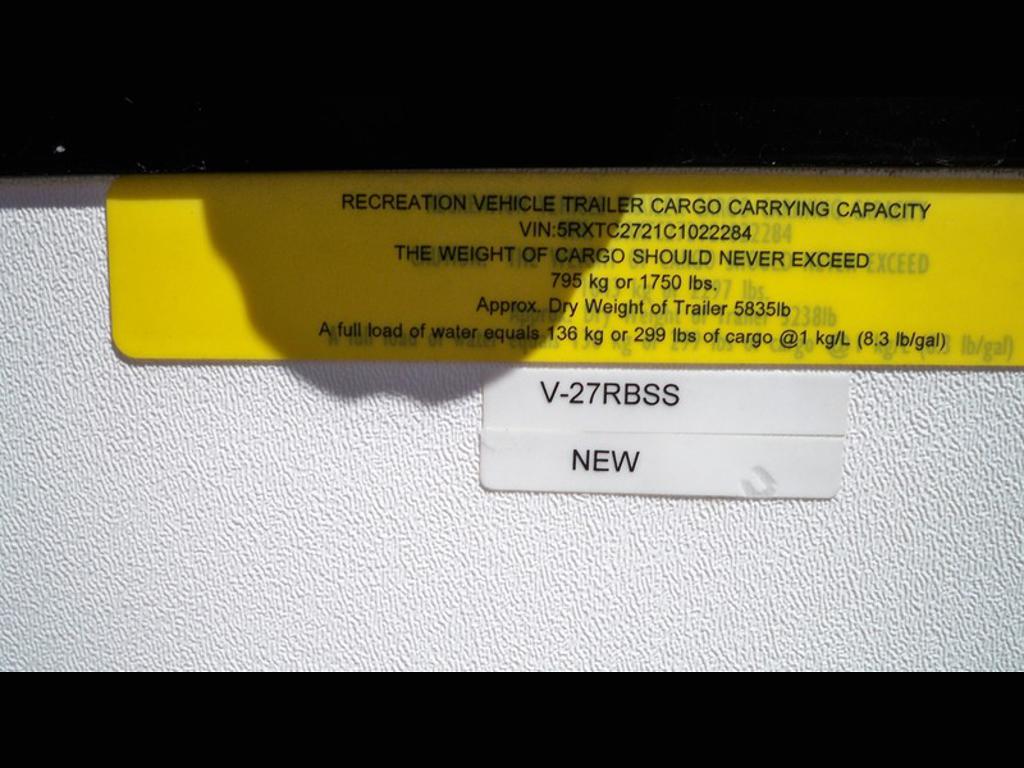 RECREATION VEHICLE TRAILER CARGO CARRYING CAPACITY
VIN:5RXTC2721C1022284
THE WEIGHT OF CARGO SHOULD NEVER EXCEED
795 kg or 1750 lbs.
Approx. Dry Weight of Trailer 5835lb
A full load of water equals 136 kg or 299 lbs of cargo @1 kg/L (8.3 lb/gal)
V-27RBSS
NEW